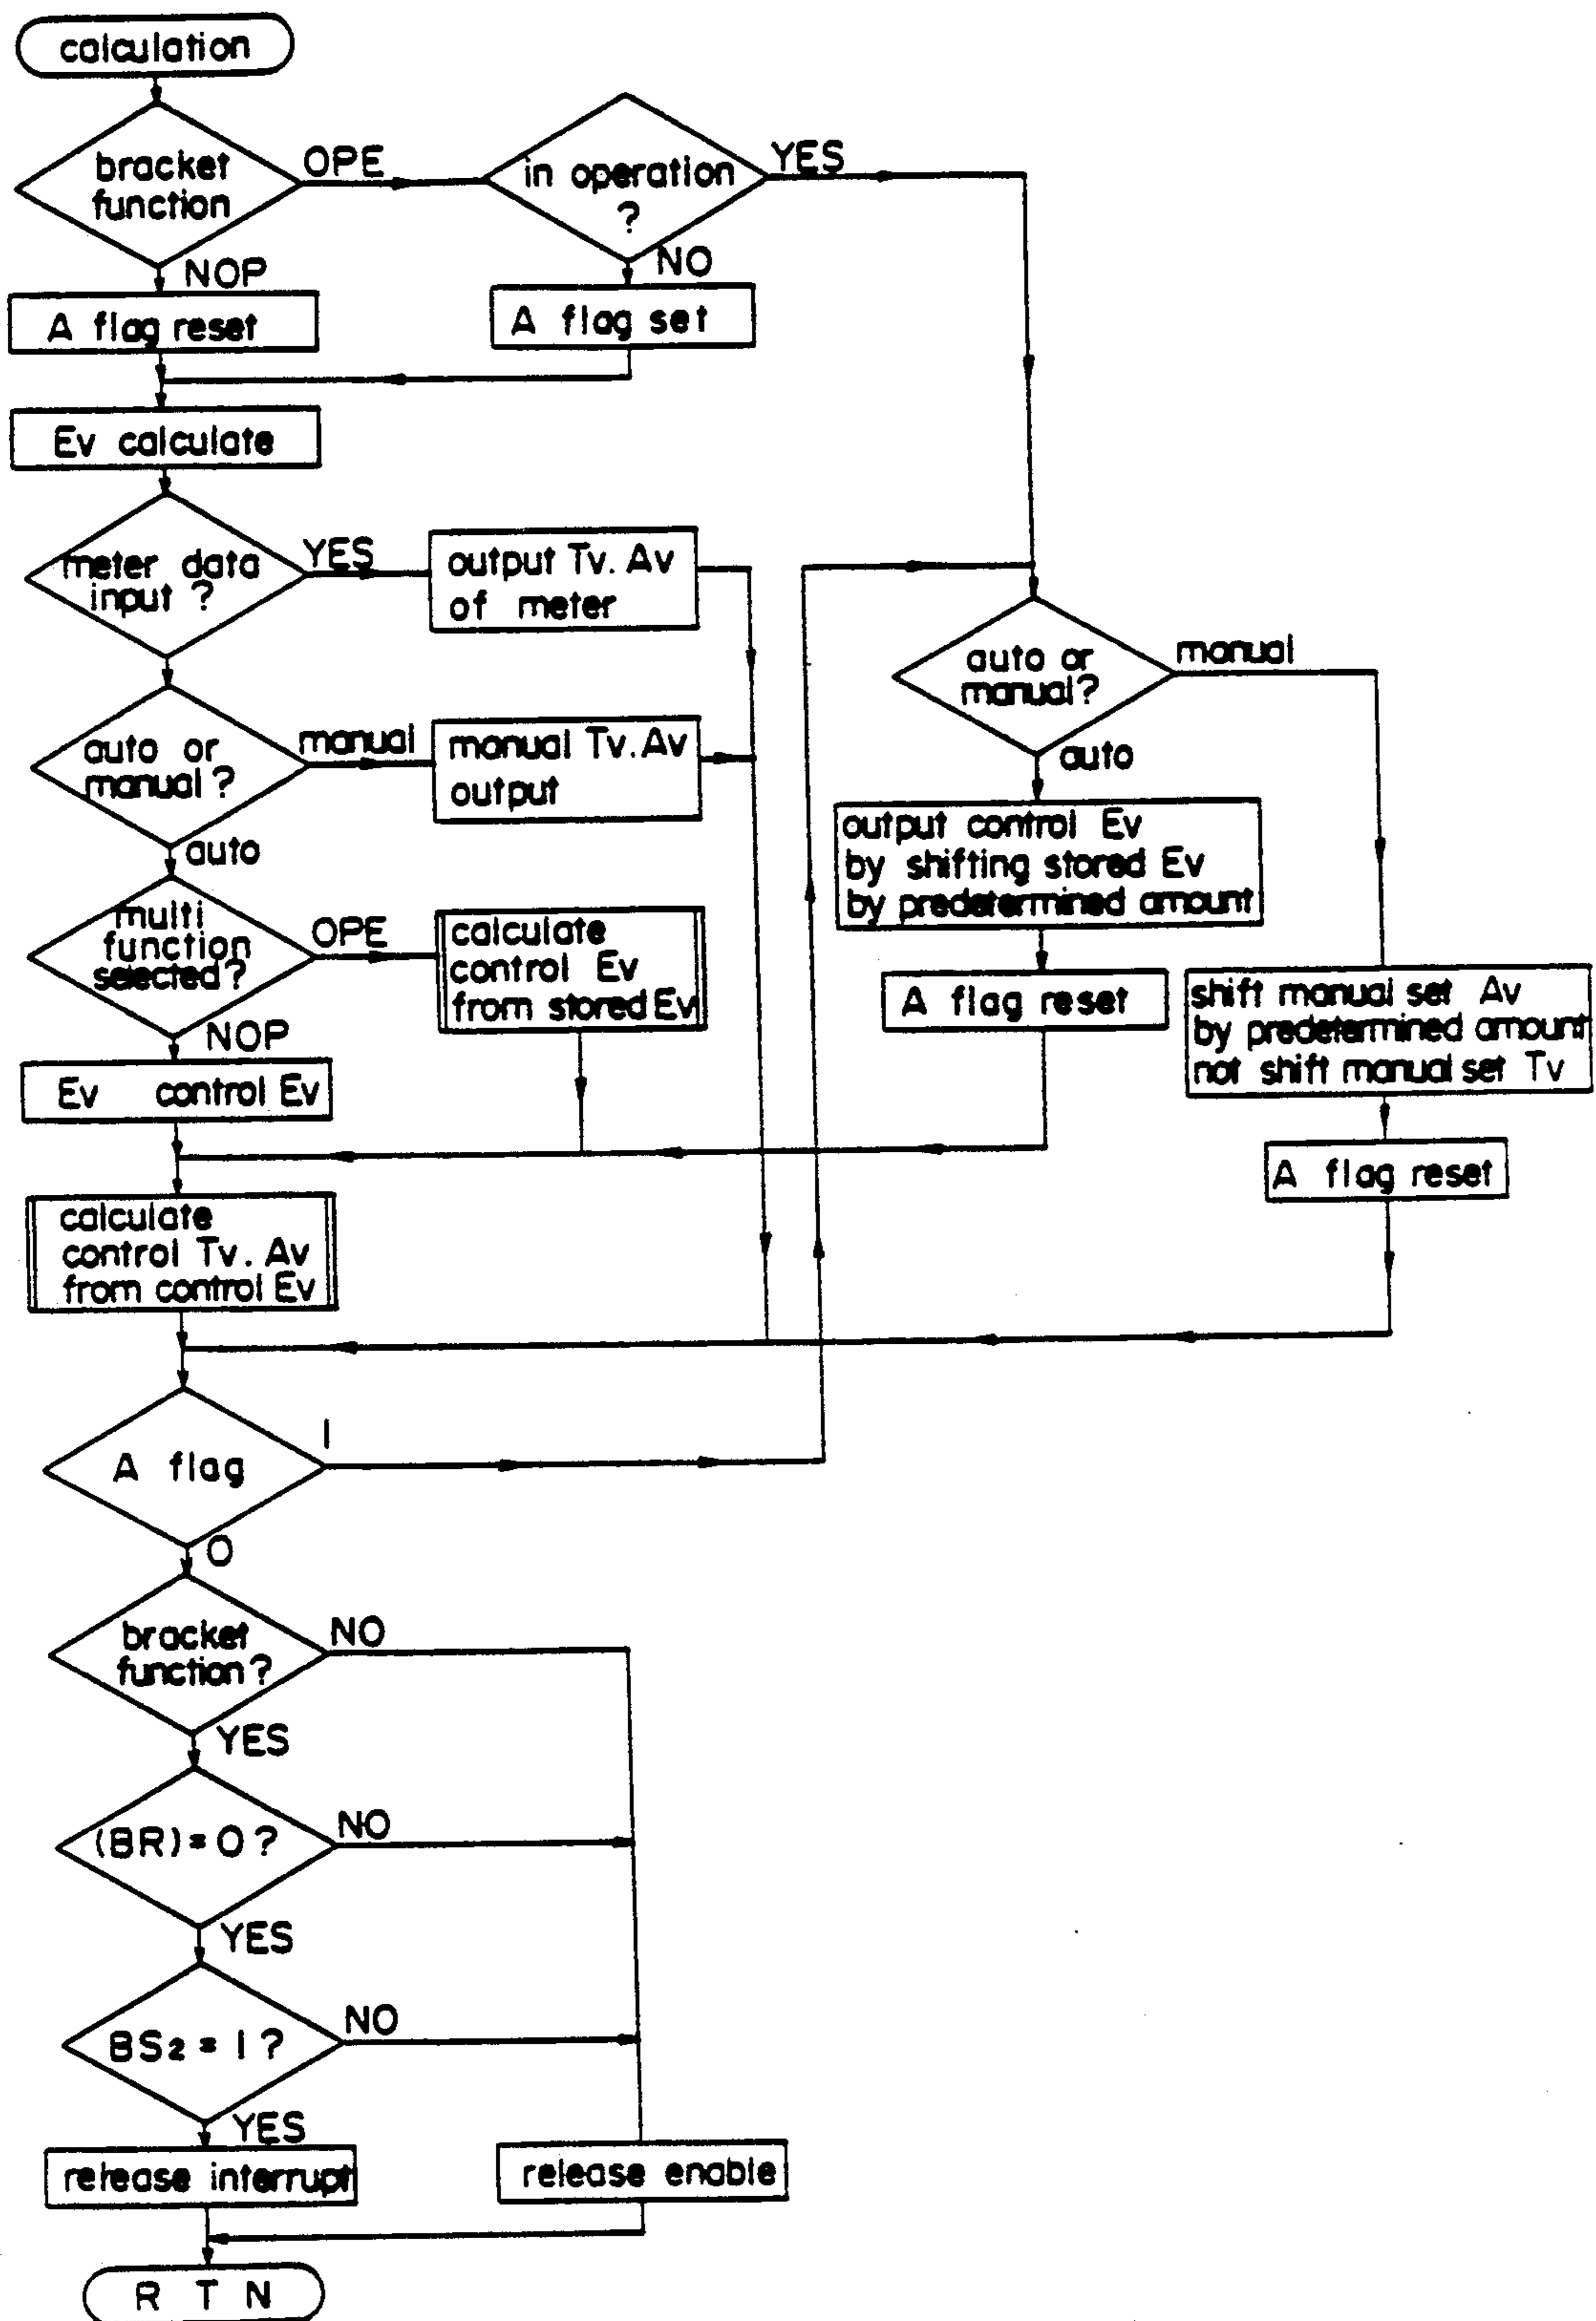 calculation
bracket
function
OPE
in operation
?
YES
NOP
NO
A flag reset
A flag set
Ev calculate
meter data
input ?
YES
output Tv. Av
of meter
auto or
manual?
manual
auto
auto or
manual ?
manual
manual Tv. Av
output
auto
output control Ev
by shifting stored Ev
by predetermined amount
multi
function
selected?
OPE
calculate
control Ev
from stored Ev
NOP
A flag reset
shift manual set Av
by predetermined amount
not shift manual set Tv
Ev control Ev
A flag reset
calculate
control Tv. Av
from control Ev
A flag
1
0
bracket
function?
NO
YES
(BR)=0?
NO
YES
BS2=1?
NO
YES
release interrupt
release enable
R T N